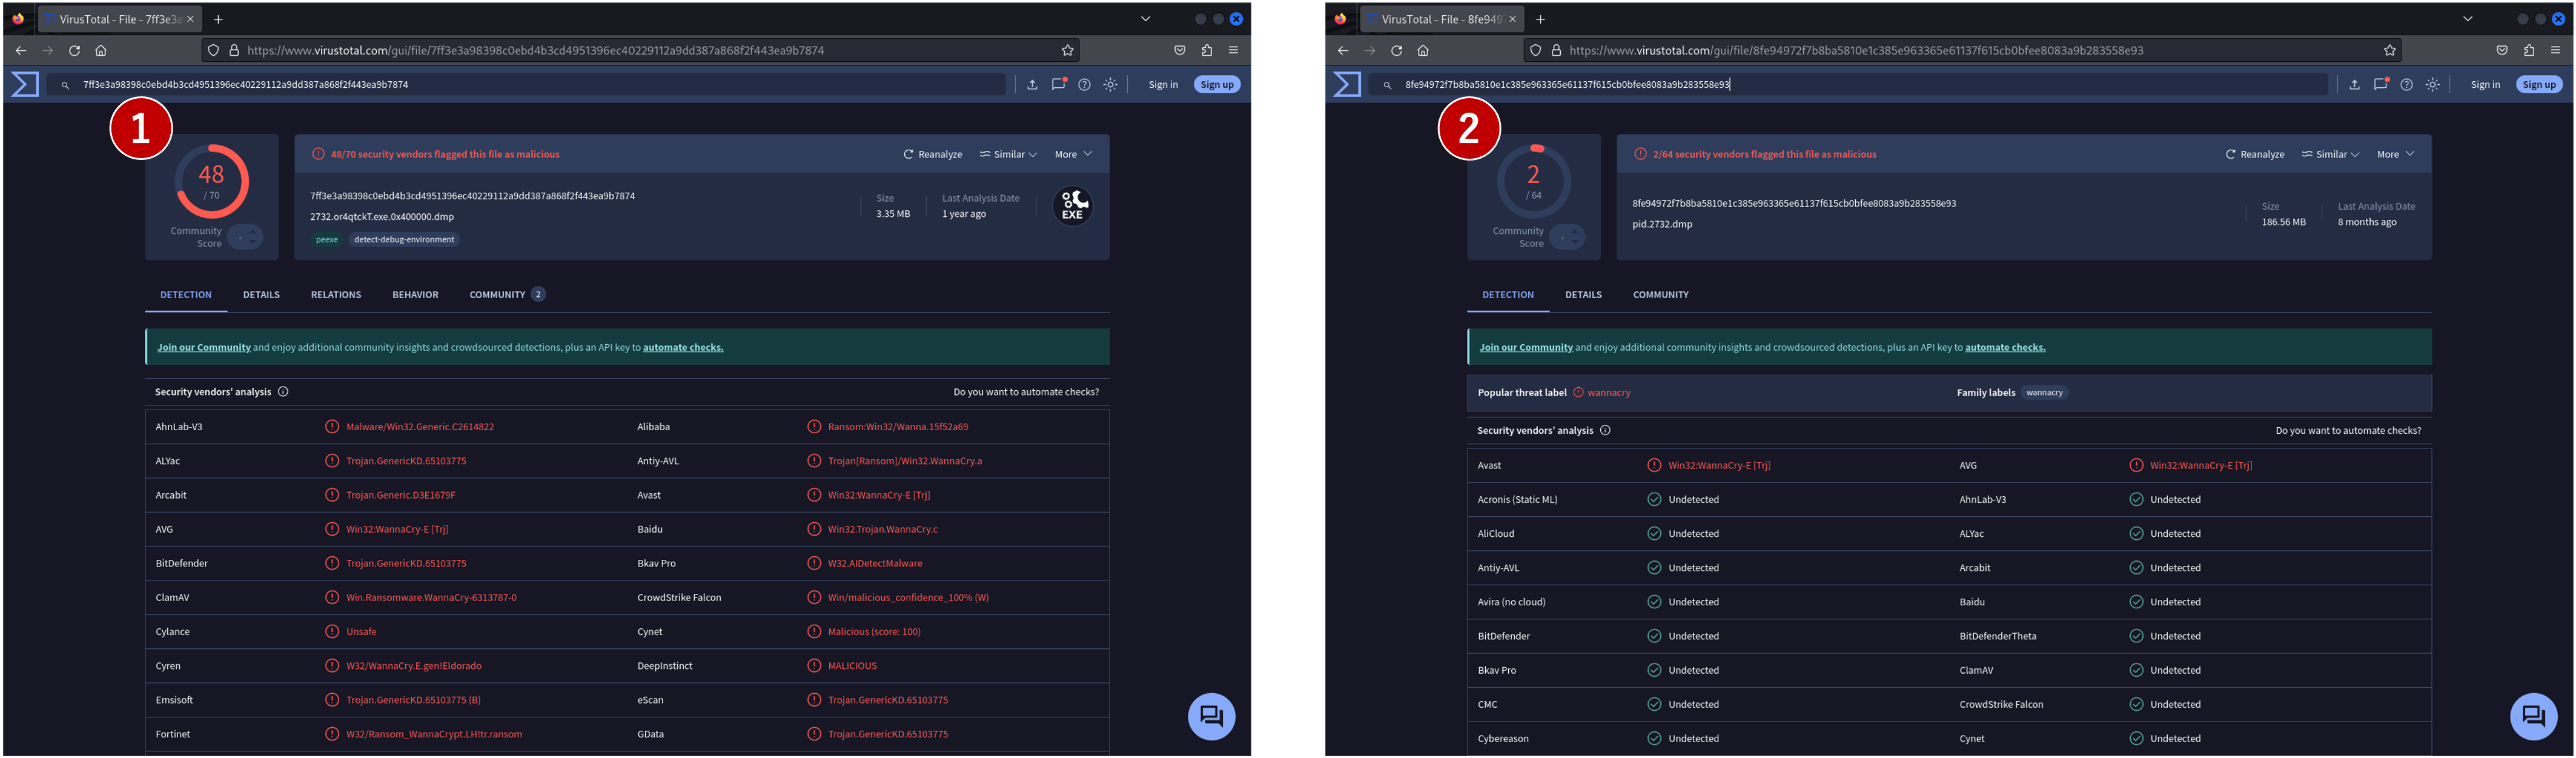 VirusTotal - File - 7ff3e3a
https://www.virustotal.com/gui/file/7ff3e3a98398c0ebd4b3cd4951396ec40229112a9dd387a868f2f443ea9b7874
7ff3e3a98398c0ebd4b3cd4951396ec40229112a9dd387a868f2f443ea9b7874
Sign in
Sign up
1
48
/ 70
Community
Score
48/70 security vendors flagged this file as malicious
Reanalyze
Similar
More
7ff3e3a98398c0ebd4b3cd4951396ec40229112a9dd387a868f2f443ea9b7874
2732.or4qtckT.exe.0x400000.dmp
peexe
detect-debug-environment
Size
3.35 MB
Last Analysis Date
1 year ago
EXE
DETECTION
DETAILS
RELATIONS
BEHAVIOR
COMMUNITY 2
Join our Community and enjoy additional community insights and crowdsourced detections, plus an API key to automate checks.
Security vendors' analysis
Do you want to automate checks?
AhnLab-V3 Malware/Win32.Generic.C2614822 Alibaba Ransom:Win32/Wanna.15f52a69
ALYac Trojan.GenericKD.65103775 Antiy-AVL Trojan[Ransom]/Win32.WannaCry.a
Arcabit Trojan.Generic.D3E1679F Avast Win32:WannaCry-E [Trj]
AVG Win32:WannaCry-E [Trj] Baidu Win32.Trojan.WannaCry.c
BitDefender Trojan.GenericKD.65103775 Bkav Pro W32.AIDetectMalware
ClamAV Win.Ransomware.WannaCry-6313787-0 CrowdStrike Falcon Win/malicious_confidence_100% (W)
Cylance Unsafe Cynet Malicious (score: 100)
Cyren W32/WannaCry.E.gen!Eldorado DeepInstinct MALICIOUS
Emsisoft Trojan.GenericKD.65103775 (B) eScan Trojan.GenericKD.65103775
Fortinet W32/Ransom_WannaCrypt.LH!tr.ransom GData Trojan.GenericKD.65103775
VirusTotal - File - 8fe949
https://www.virustotal.com/gui/file/8fe94972f7b8ba5810e1c385e963365e61137f615cb0bfee8083a9b283558e93
8fe94972f7b8ba5810e1c385e963365e61137f615cb0bfee8083a9b283558e93
Sign in
Sign up
2
2
/ 64
Community
Score
2/64 security vendors flagged this file as malicious
Reanalyze
Similar
More
8fe94972f7b8ba5810e1c385e963365e61137f615cb0bfee8083a9b283558e93
pid.2732.dmp
Size
186.56 MB
Last Analysis Date
8 months ago
DETECTION
DETAILS
COMMUNITY
Join our Community and enjoy additional community insights and crowdsourced detections, plus an API key to automate checks.
Popular threat label wannacry
Family labels wannacry
Security vendors' analysis
Do you want to automate checks?
Avast Win32:WannaCry-E [Trj] AVG Win32:WannaCry-E [Trj]
Acronis (Static ML) Undetected AhnLab-V3 Undetected
AliCloud Undetected ALYac Undetected
Antiy-AVL Undetected Arcabit Undetected
Avira (no cloud) Undetected Baidu Undetected
BitDefender Undetected BitDefenderTheta Undetected
Bkav Pro Undetected ClamAV Undetected
CMC Undetected CrowdStrike Falcon Undetected
Cybereason Undetected Cynet Undetected